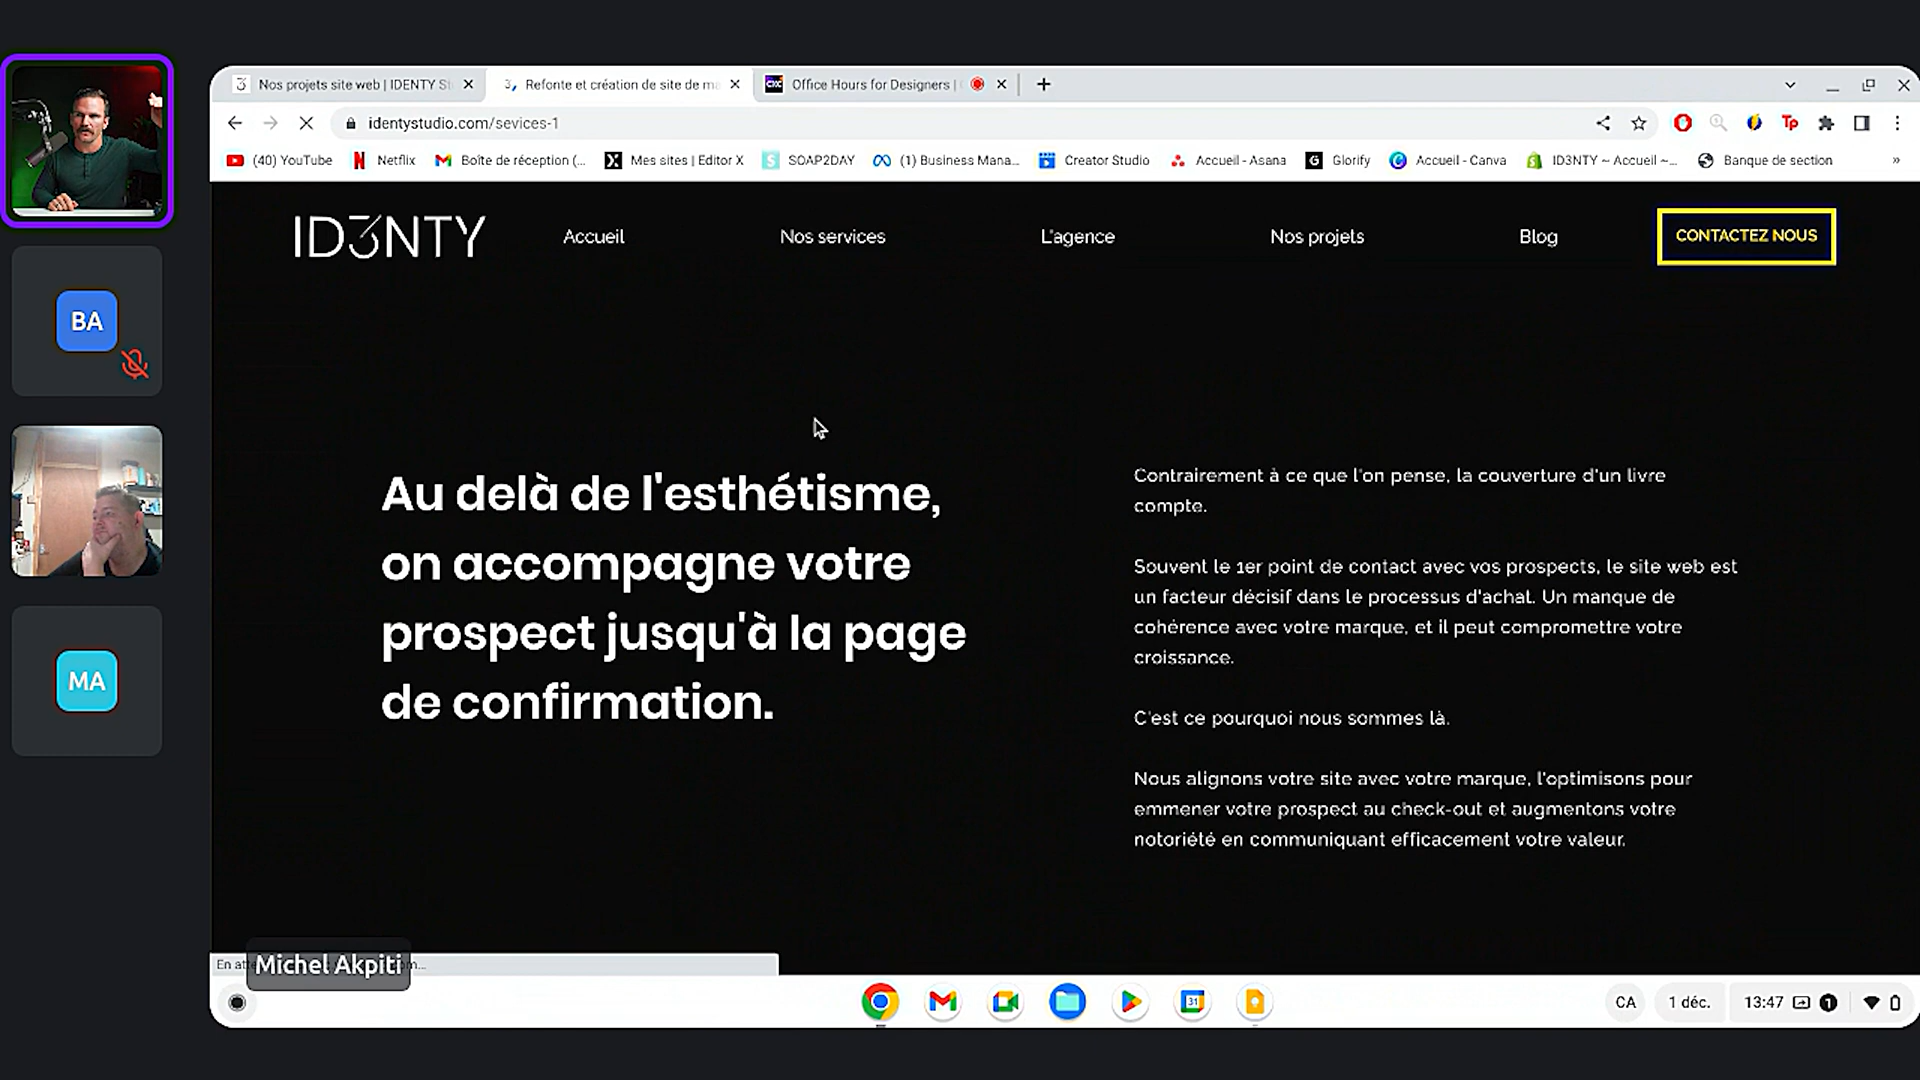 Nos projets site web | IDENTY St
Refonte et création de site de ma
Office Hours for Designers |
identystudio.com/sevices-1
(40) YouTube
Netflix
Boîte de réception (...
Mes sites | Editor X
SOAP2DAY
(1) Business Mana...
Creator Studio
Accueil - Asana
Glorify
Accueil - Canva
ID3NTY ~ Accueil ~...
Banque de section
»
ID3NTY
Accueil
Nos services
L'agence
Nos projets
Blog
CONTACTEZ NOUS
BA
MA
Au delà de l'esthétisme,
on accompagne votre
prospect jusqu'à la page
de confirmation.
Contrairement à ce que l'on pense, la couverture d'un livre
compte.
Souvent le 1er point de contact avec vos prospects, le site web est
un facteur décisif dans le processus d'achat. Un manque de
cohérence avec votre marque, et il peut compromettre votre
croissance.
C'est ce pourquoi nous sommes là.
Nous alignons votre site avec votre marque, l'optimisons pour
emmener votre prospect au check-out et augmentons votre
notoriété en communiquant efficacement votre valeur.
Michel Akpiti
CA
1 déc.
13:47
1